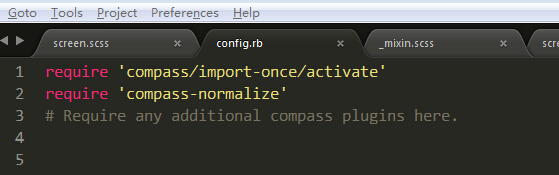 Goto Tools Project Preferences Help
screen.scss × config.rb × _mixin.scss × scre
1 require 'compass/import-once/activate'
2 require 'compass-normalize'
3 # Require any additional compass plugins here.
4
5